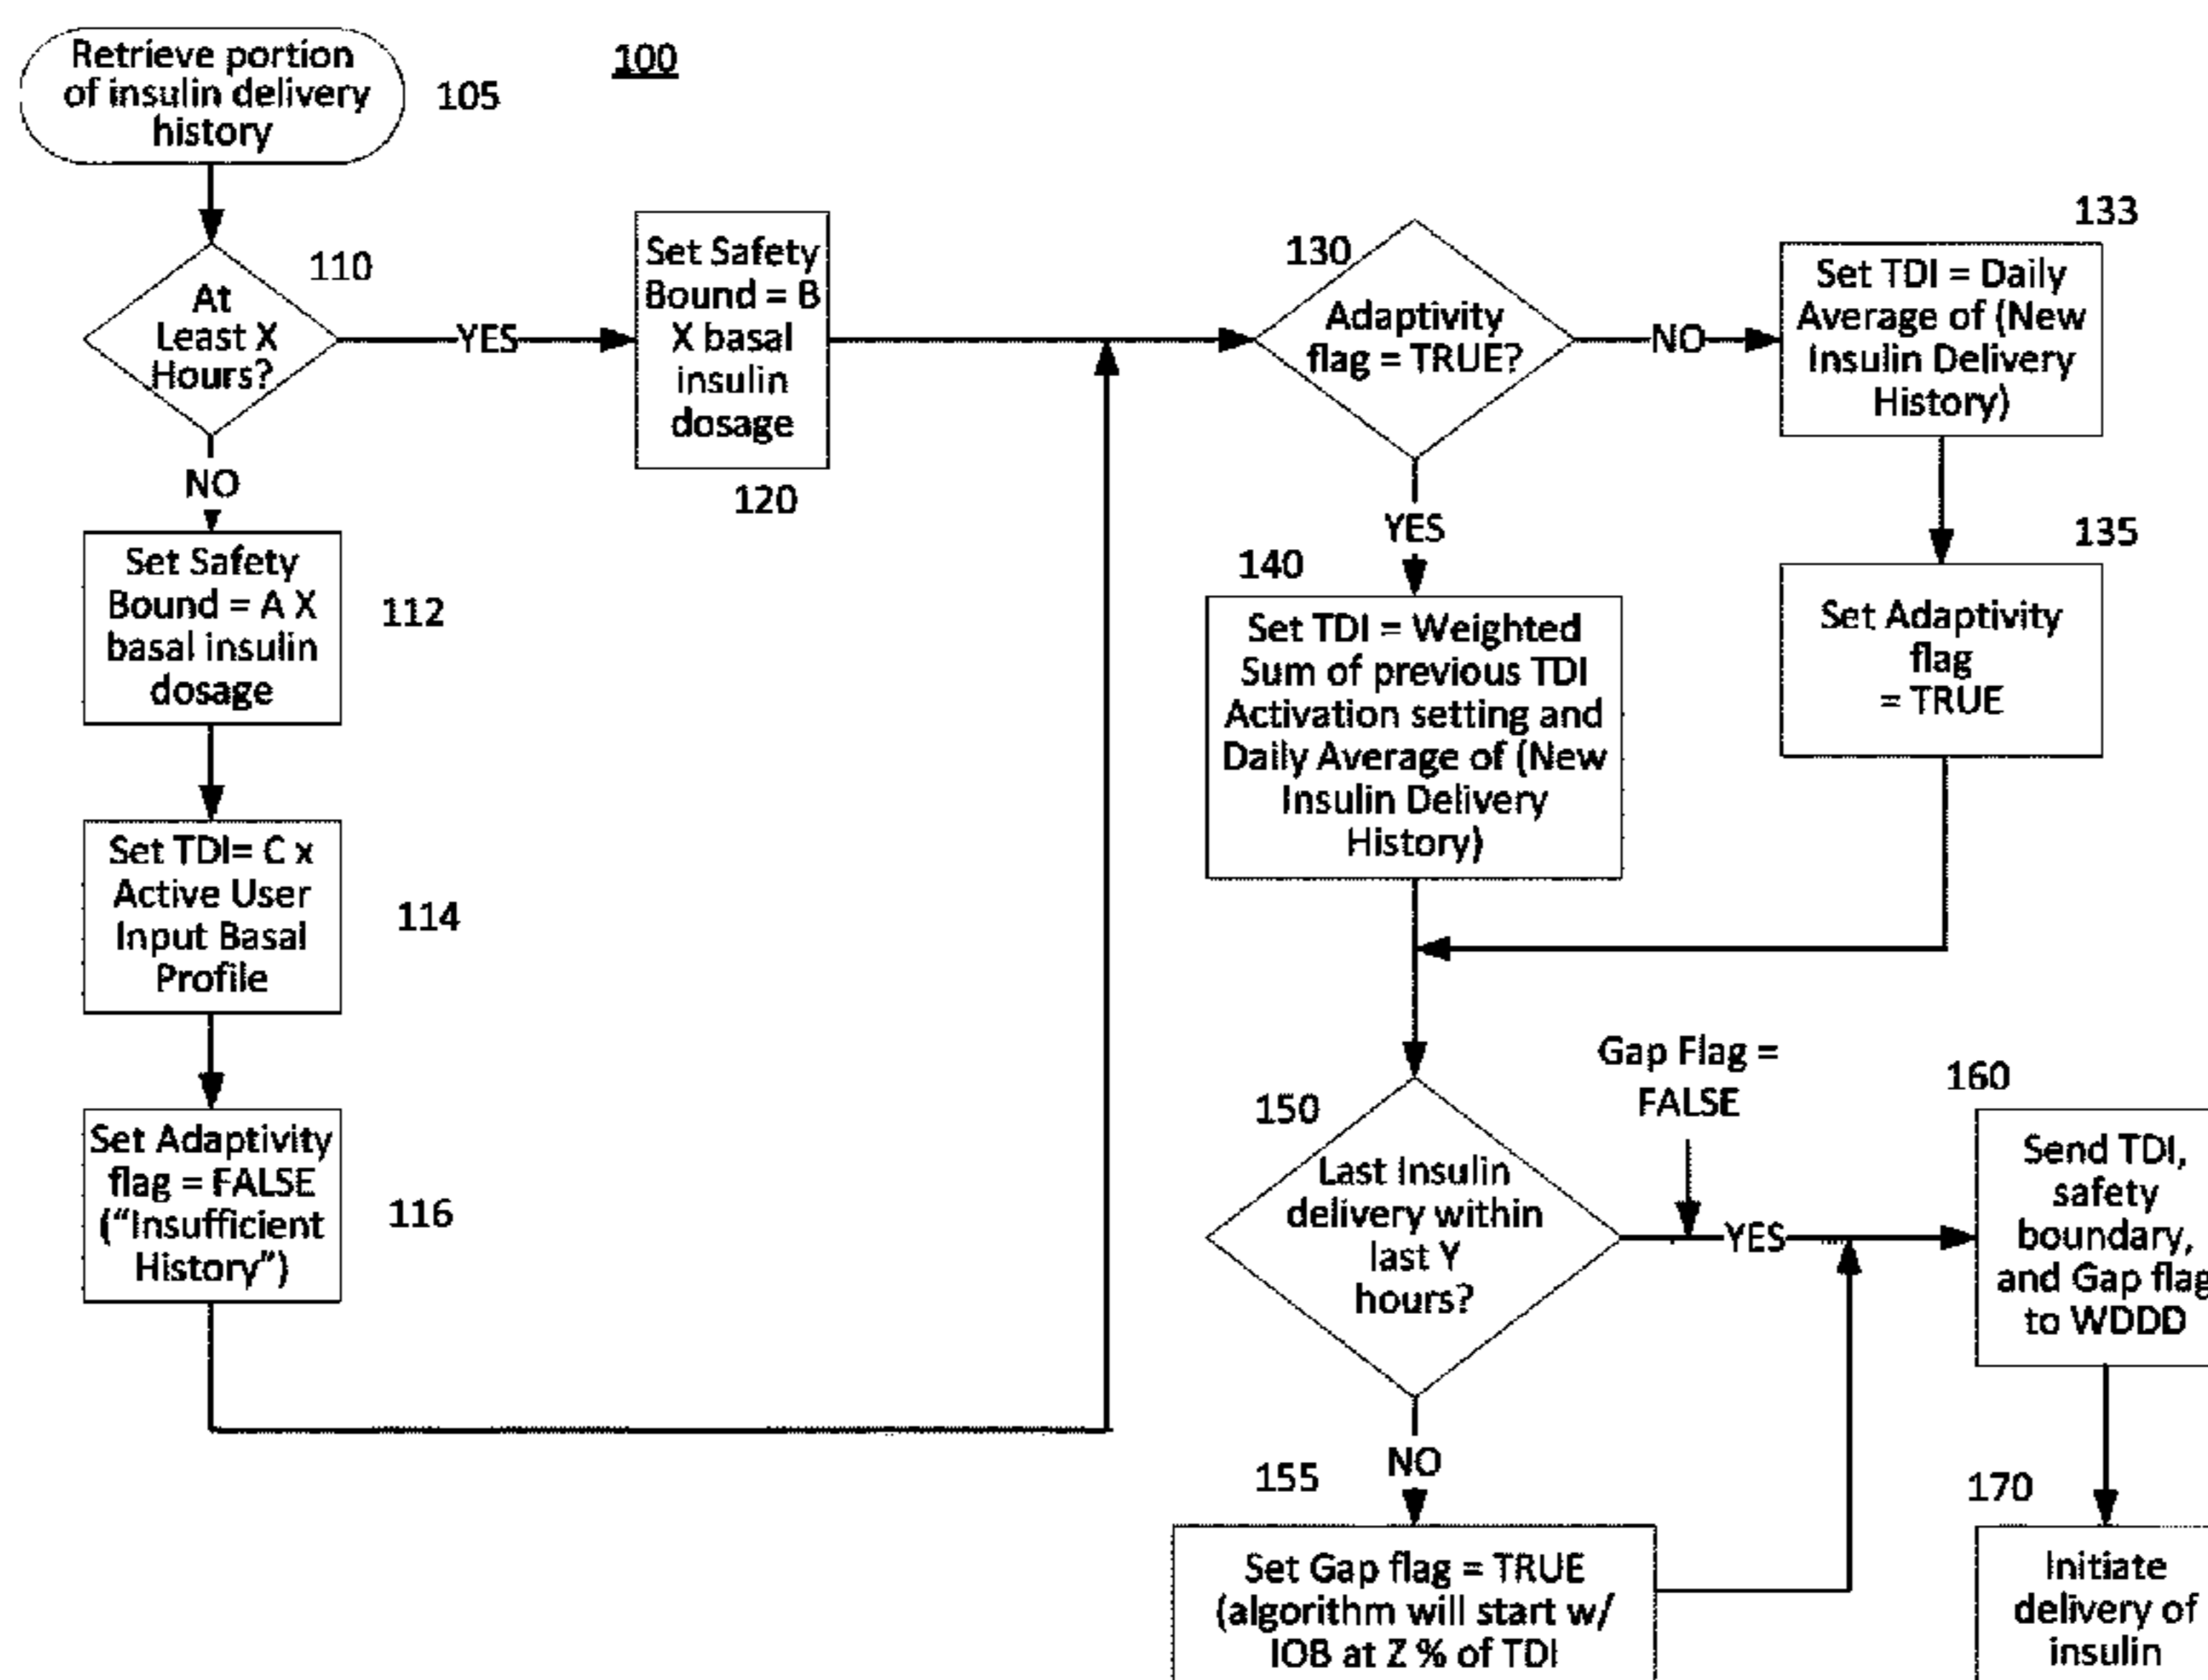 Retrieve portion
of insulin delivery
history
105
100
At
Least X
Hours?
110
YES
NO
Set Safety
Bound = B
X basal
insulin
dosage
120
Set Safety
Bound = A X
basal insulin
dosage
112
Set TDI= C x
Active User
Input Basal
Profile
114
Set Adaptivity
flag = FALSE
("Insufficient
History")
116
130
Adaptivity
flag = TRUE?
NO
YES
133
Set TDI = Daily
Average of (New
Insulin Delivery
History)
135
Set Adaptivity
flag
= TRUE
140
Set TDI = Weighted
Sum of previous TDI
Activation setting and
Daily Average of (New
Insulin Delivery
History)
150
Last Insulin
delivery within
last Y
hours?
Gap Flag =
FALSE
YES
NO
160
Send TDI,
safety
boundary,
and Gap flag
to WDDD
155
Set Gap flag = TRUE
(algorithm will start w/
IOB at Z % of TDI
170
Initiate
delivery of
insulin